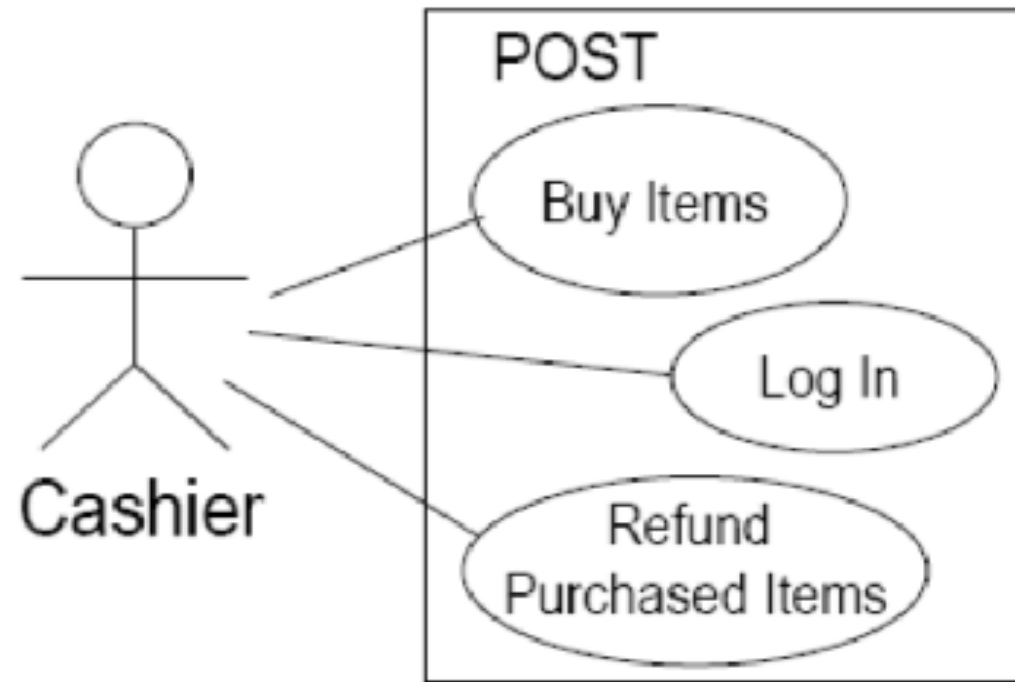 POST
Buy Items
Log In
Cashier
Refund
Purchased Items